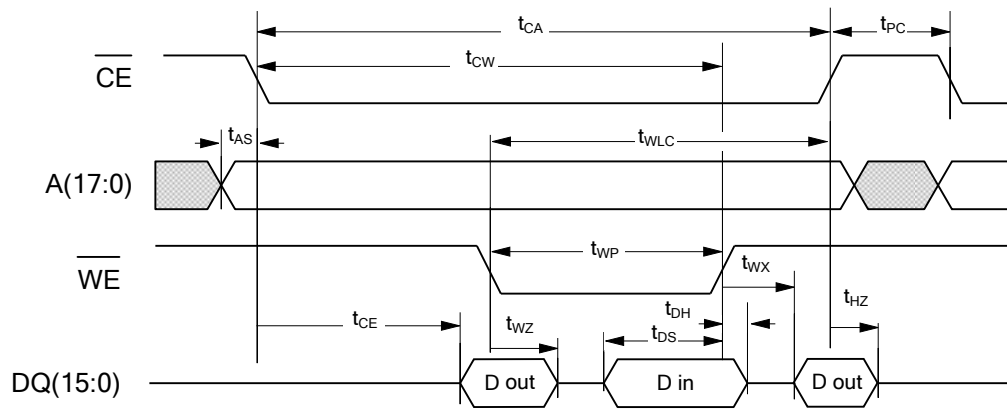 tCA
tPC
CE
tCW
tAS
tWLC
A(17:0)
WE
tWP
tWX
tCE
tWZ
tDH
tDS
tHZ
DQ(15:0)
D out
D in
D out